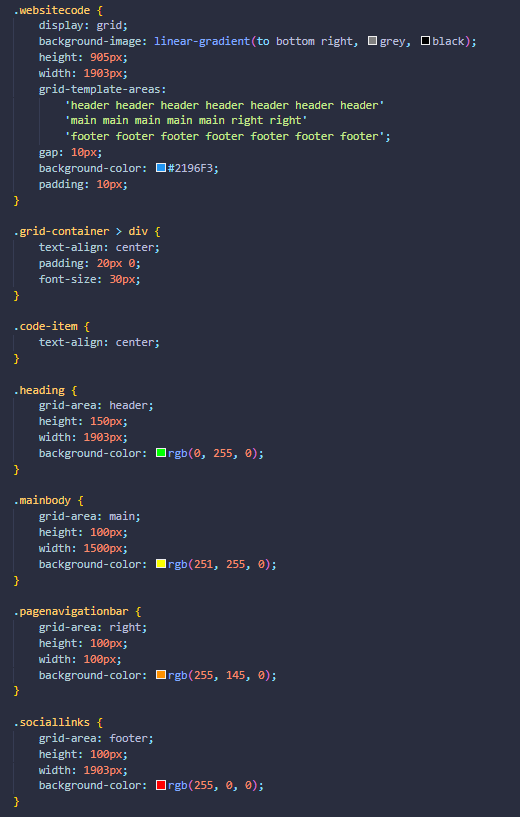 .websitecode {
    display: grid;
    background-image: linear-gradient(to bottom right, grey, black);
    height: 905px;
    width: 1903px;
    grid-template-areas:
        'header header header header header header header'
        'main main main main main right right'
        'footer footer footer footer footer footer footer';
    gap: 10px;
    background-color: #2196F3;
    padding: 10px;
}

.grid-container > div {
    text-align: center;
    padding: 20px 0;
    font-size: 30px;
}

.code-item {
    text-align: center;
}

.heading {
    grid-area: header;
    height: 150px;
    width: 1903px;
    background-color: rgb(0, 255, 0);
}

.mainbody {
    grid-area: main;
    height: 100px;
    width: 1500px;
    background-color: rgb(251, 255, 0);
}

.pagenavigationbar {
    grid-area: right;
    height: 100px;
    width: 100px;
    background-color: rgb(255, 145, 0);
}

.sociallinks {
    grid-area: footer;
    height: 100px;
    width: 1903px;
    background-color: rgb(255, 0, 0);
}